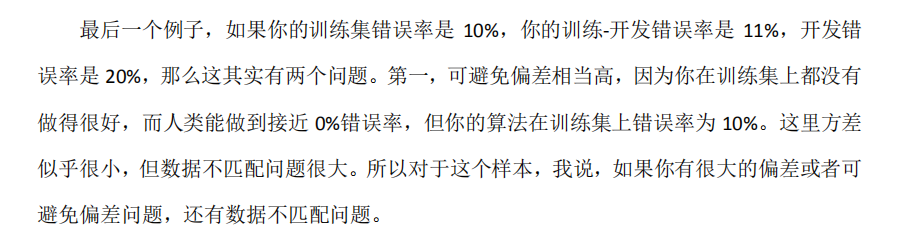 最后一个例子，如果你的训练集错误率是 10%，你的训练-开发错误率是 11%，开发错
误率是 20%，那么这其实有两个问题。第一，可避免偏差相当高，因为你在训练集上都没有
做得很好，而人类能做到接近 0%错误率，但你的算法在训练集上错误率为 10%。这里方差
似乎很小，但数据不匹配问题很大。所以对于这个样本，我说，如果你有很大的偏差或者可
避免偏差问题，还有数据不匹配问题。